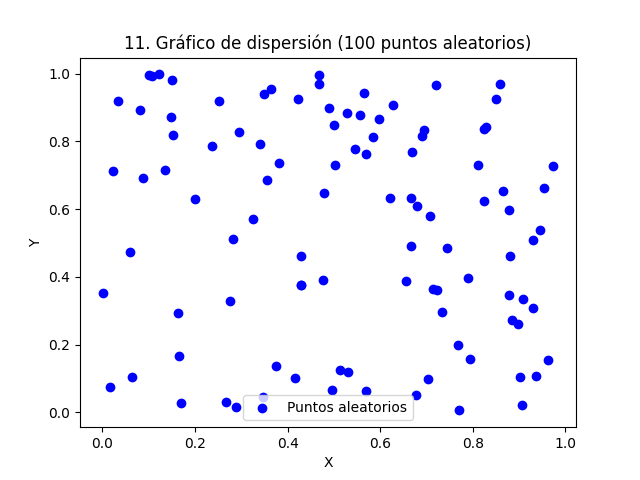 11. Gráfico de dispersión (100 puntos aleatorios)
1.0
0.8
0.6
0.4
0.2
0.0
Y
Puntos aleatorios
0.0 0.2 0.4 0.6 0.8 1.0
X